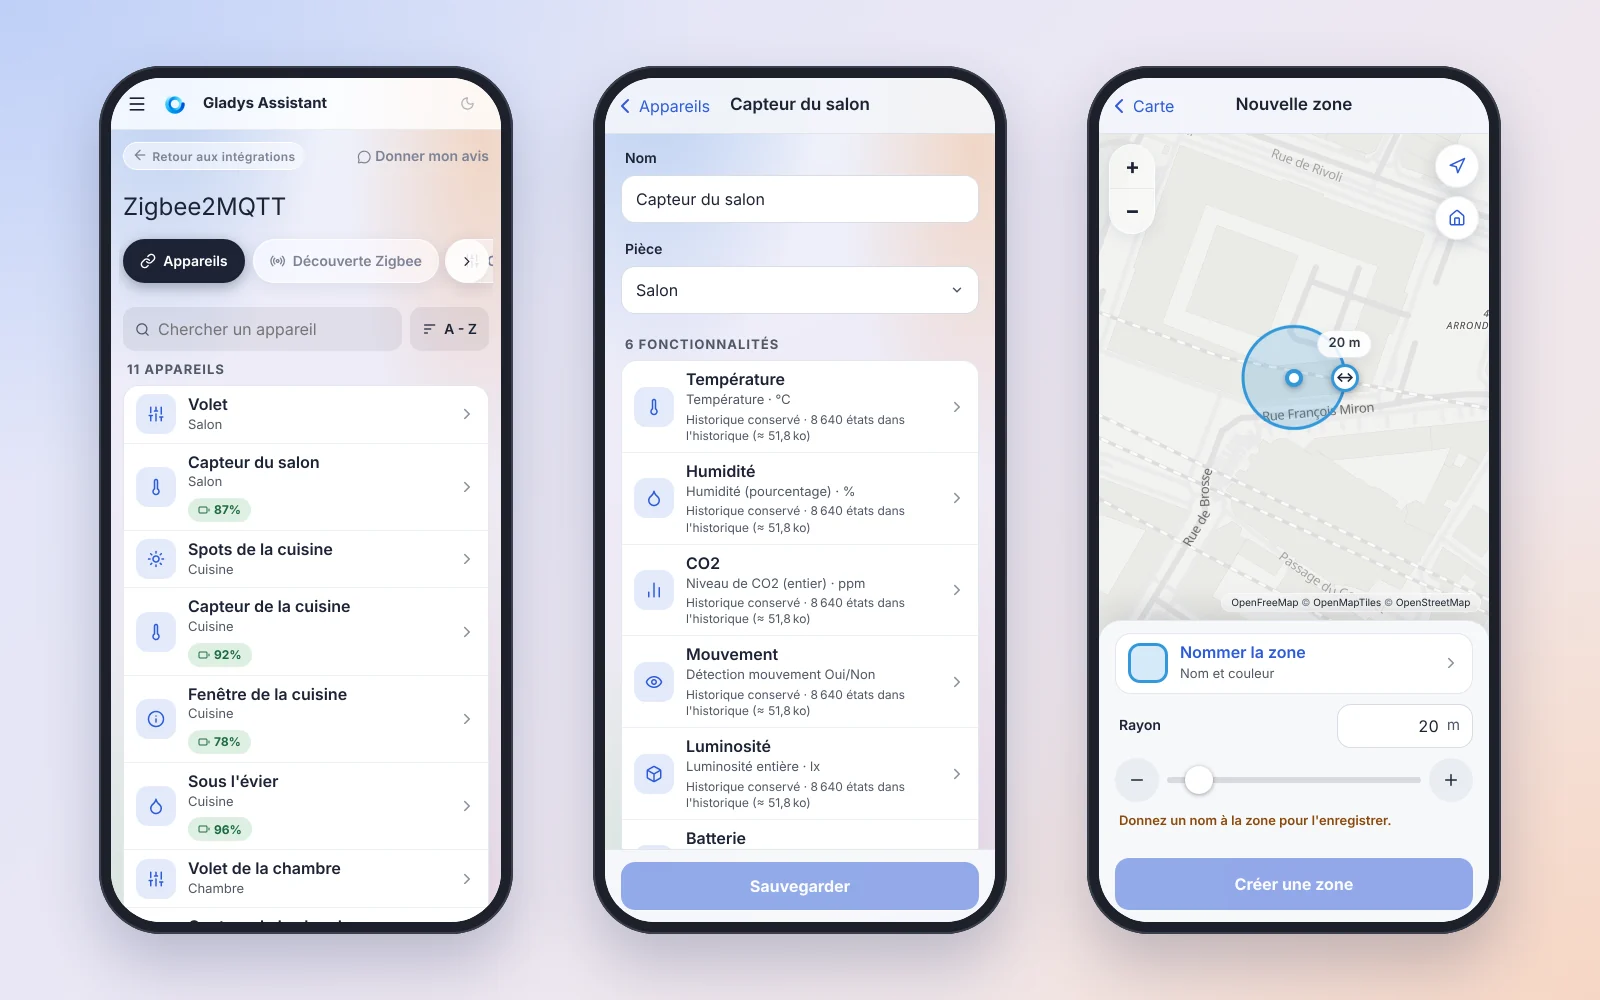 Gladys Assistant
Retour aux intégrations
Donner mon avis
Zigbee2MQTT
Appareils
Découverte Zigbee
Chercher un appareil
A - Z
11 APPAREILS
Volet
Salon
Capteur du salon
Salon
87%
Spots de la cuisine
Cuisine
Capteur de la cuisine
Cuisine
92%
Fenêtre de la cuisine
Cuisine
78%
Sous l'évier
Cuisine
96%
Volet de la chambre
Chambre
Appareils
Capteur du salon
Nom
Capteur du salon
Pièce
Salon
6 FONCTIONNALITÉS
Température
Température · °C
Historique conservé · 8 640 états dans
l'historique (≈ 51,8 ko)
Humidité
Humidité (pourcentage) · %
Historique conservé · 8 640 états dans
l'historique (≈ 51,8 ko)
CO2
Niveau de CO2 (entier) · ppm
Historique conservé · 8 640 états dans
l'historique (≈ 51,8 ko)
Mouvement
Détection mouvement Oui/Non
Historique conservé · 8 640 états dans
l'historique (≈ 51,8 ko)
Luminosité
Luminosité entière · lx
Historique conservé · 8 640 états dans
l'historique (≈ 51,8 ko)
Batterie
Sauvegarder
Carte
Nouvelle zone
+
−
Rue de Rivoli
ARROND
20 m
Rue François Miron
Rue de Brosse
Passage du
OpenFreeMap © OpenMapTiles © OpenStreetMap
Nommer la zone
Nom et couleur
Rayon
20 m
−
+
Donnez un nom à la zone pour l'enregistrer.
Créer une zone